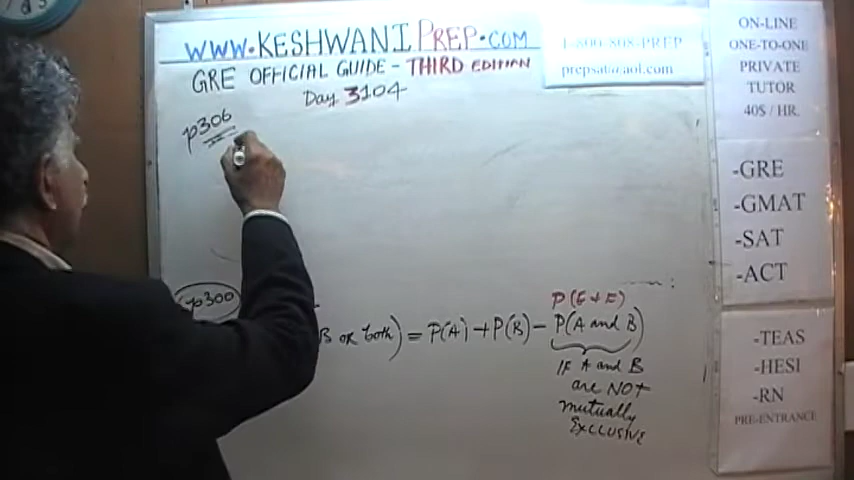 WWW.KESHWANIPREP.COM
GRE OFFICIAL GUIDE - THIRD EDITION
Day 3104
p306
1-800-808-PREP
prepsat@aol.com
p300
B or both) = P(A) + P(B) - P(A and B)
P(E & E)
IF A and B
are NOT
mutually
EXCLUSIVE
ON-LINE
ONE-TO-ONE
PRIVATE
TUTOR
40$ / HR.
-GRE
-GMAT
-SAT
-ACT
-TEAS
-HESI
-RN
PRE-ENTRANCE